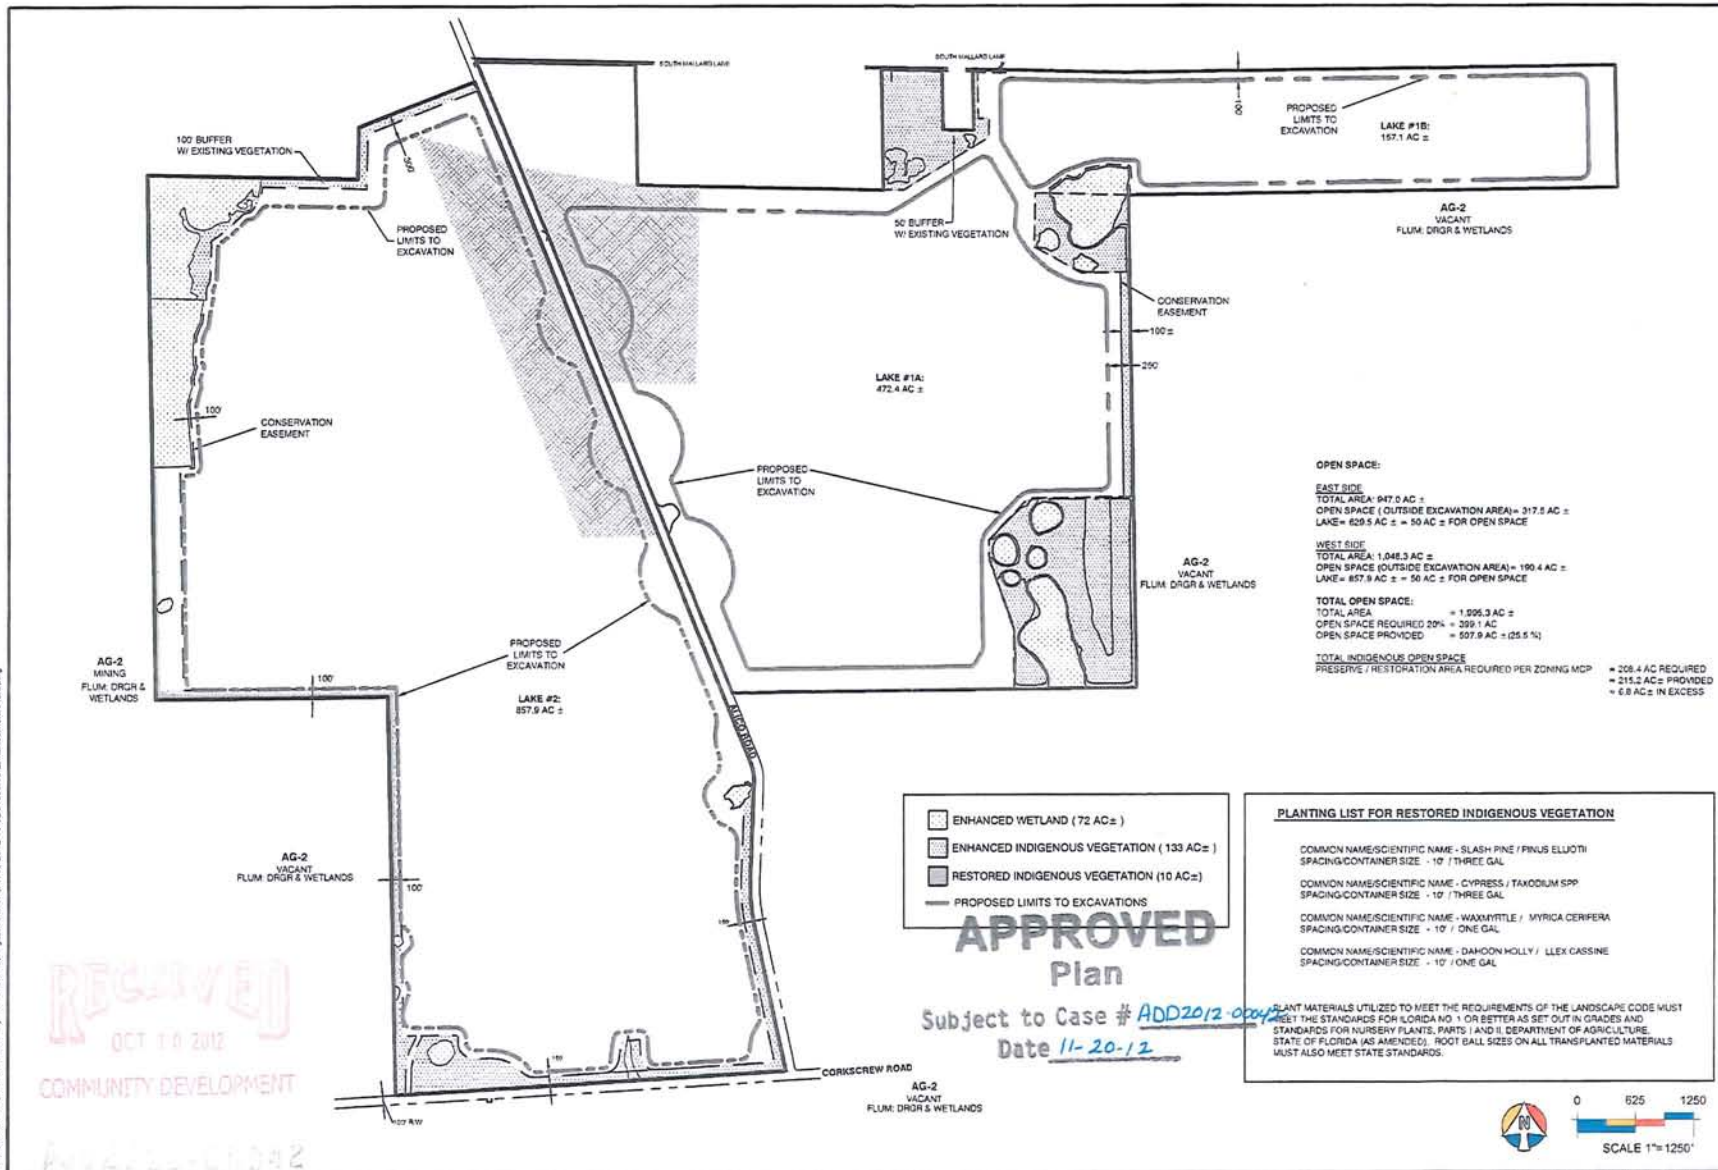 SOUTH MALLARD LANE
SOUTH MALLARD LANE
100' BUFFER
W/ EXISTING VEGETATION
300'
PROPOSED
LIMITS TO
EXCAVATION
50' BUFFER
W/ EXISTING VEGETATION
100'
PROPOSED
LIMITS TO
EXCAVATION
LAKE #1B:
157.1 AC ±
AG-2
VACANT
FLUM: DRGR & WETLANDS
CONSERVATION
EASEMENT
100'±
250'
LAKE #1A:
472.4 AC ±
100'
CONSERVATION
EASEMENT
PROPOSED
LIMITS TO
EXCAVATION
AG-2
VACANT
FLUM: DRGR & WETLANDS
OPEN SPACE:
EAST SIDE
TOTAL AREA: 947.0 AC ±
OPEN SPACE ( OUTSIDE EXCAVATION AREA)= 317.5 AC ±
LAKE= 629.5 AC ± = 50 AC ± FOR OPEN SPACE
WEST SIDE
TOTAL AREA: 1,048.3 AC ±
OPEN SPACE (OUTSIDE EXCAVATION AREA)= 190.4 AC ±
LAKE= 857.9 AC ± = 50 AC ± FOR OPEN SPACE
TOTAL OPEN SPACE:
TOTAL AREA = 1,995.3 AC ±
OPEN SPACE REQUIRED 20% = 399.1 AC
OPEN SPACE PROVIDED = 507.9 AC ± (25.5 %)
TOTAL INDIGENOUS OPEN SPACE
PRESERVE / RESTORATION AREA REQUIRED PER ZONING MCP = 208.4 AC REQUIRED
= 215.2 AC± PROVIDED
= 6.8 AC± IN EXCESS
PROPOSED
LIMITS TO
EXCAVATION
AG-2
MINING
FLUM: DRGR &
WETLANDS
100'
LAKE #2:
857.9 AC ±
ALICO ROAD
AG-2
VACANT
FLUM: DRGR & WETLANDS
100'
ENHANCED WETLAND ( 72 AC± )
ENHANCED INDIGENOUS VEGETATION ( 133 AC± )
RESTORED INDIGENOUS VEGETATION (10 AC±)
PROPOSED LIMITS TO EXCAVATIONS
APPROVED
Plan
Subject to Case # ADD2012-00042
Date 11-20-12
PLANTING LIST FOR RESTORED INDIGENOUS VEGETATION
COMMON NAME/SCIENTIFIC NAME - SLASH PINE / PINUS ELLIOTII
SPACING/CONTAINER SIZE - 10' / THREE GAL
COMMON NAME/SCIENTIFIC NAME - CYPRESS / TAXODIUM SPP
SPACING/CONTAINER SIZE - 10' / THREE GAL
COMMON NAME/SCIENTIFIC NAME - WAXMYRTLE / MYRICA CERIFERA
SPACING/CONTAINER SIZE - 10' / ONE GAL
COMMON NAME/SCIENTIFIC NAME - DAHOON HOLLY / LLEX CASSINE
SPACING/CONTAINER SIZE - 10' / ONE GAL
PLANT MATERIALS UTILIZED TO MEET THE REQUIREMENTS OF THE LANDSCAPE CODE MUST
MEET THE STANDARDS FOR ILORIDA NO. 1 OR BETTER AS SET OUT IN GRADES AND
STANDARDS FOR NURSERY PLANTS, PARTS I AND II, DEPARTMENT OF AGRICULTURE,
STATE OF FLORIDA (AS AMENDED). ROOT BALL SIZES ON ALL TRANSPLANTED MATERIALS
MUST ALSO MEET STATE STANDARDS.
RECEIVED
OCT 10 2012
COMMUNITY DEVELOPMENT
100' R/W
CORKSCREW ROAD
AG-2
VACANT
FLUM: DRGR & WETLANDS
N
0 625 1250
SCALE 1"=1250'